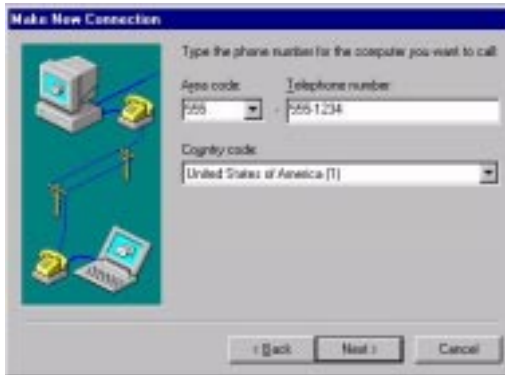 Make New Connection
Type the phone number for the computer you want to call:
Area code: Telephone number:
555 - 555-1234
Country code:
United States of America (1)
< Back Next > Cancel